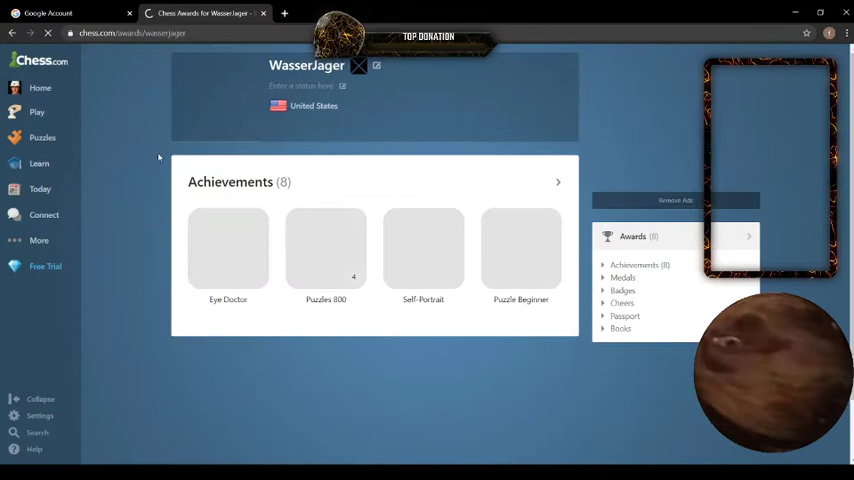 Google Account
Chess Awards for WasserJager -
chess.com/awards/wasserjager
TOP DONATION
Chess.com
Home
Play
Puzzles
Learn
Today
Connect
More
Free Trial
Collapse
Settings
Search
Help
WasserJager
Enter a status here
United States
Achievements (8)
4
Eye Doctor
Puzzles 800
Self-Portrait
Puzzle Beginner
Remove Ads
Awards (8)
Achievements (8)
Medals
Badges
Cheers
Passport
Books